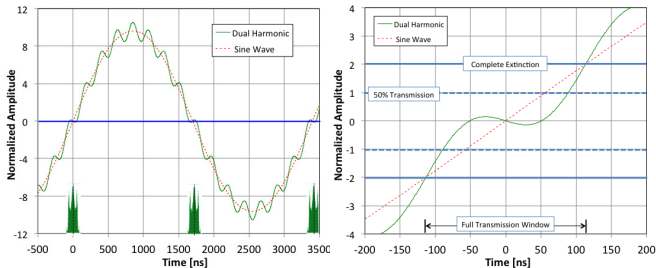 12
8
4
0
-4
-8
-12
Normalized Amplitude
-500 0 500 1000 1500 2000 2500 3000 3500
Time [ns]
Dual Harmonic
Sine Wave
4
3
2
1
0
-1
-2
-3
-4
Normalized Amplitude
-200 -150 -100 -50 0 50 100 150 200
Time [ns]
Dual Harmonic
Sine Wave
Complete Extinction
50% Transmission
Full Transmission Window